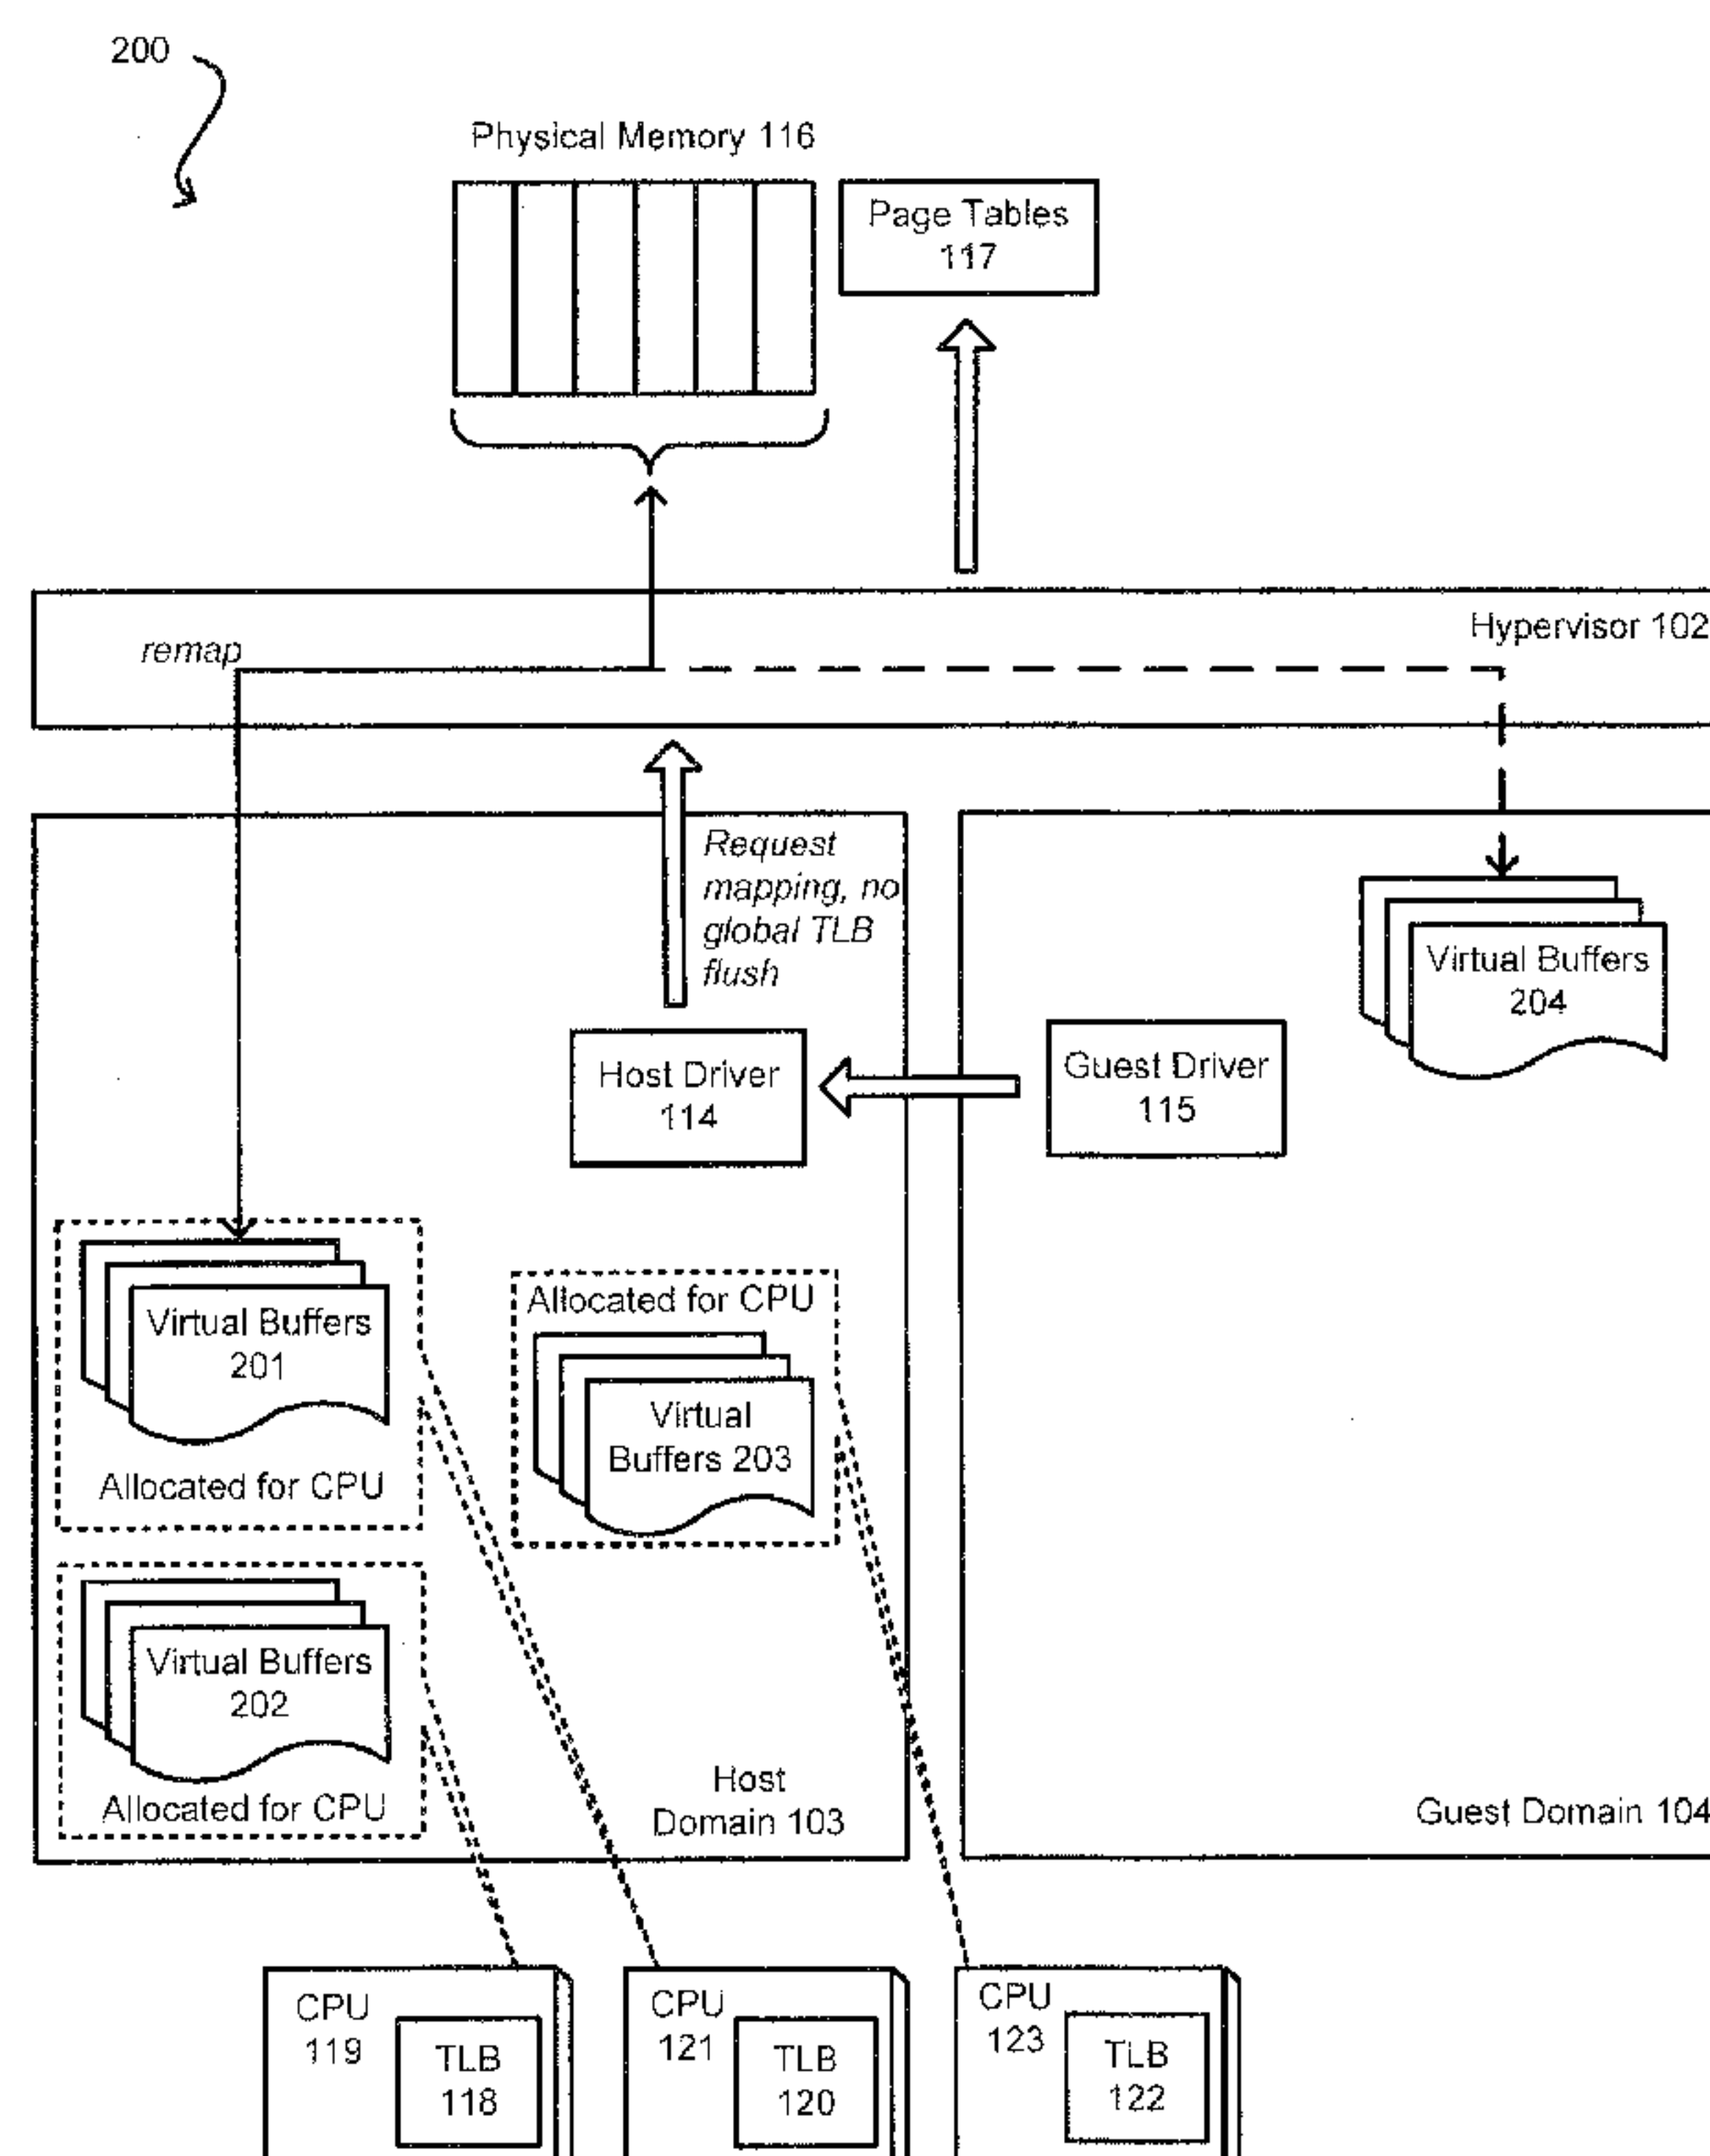 200
Physical Memory 116
Page Tables
117
Hypervisor 102
remap
Request
mapping, no
global TLB
flush
Virtual Buffers
204
Host Driver
114
Guest Driver
115
Virtual Buffers
201
Allocated for CPU
Allocated for CPU
Virtual
Buffers 203
Virtual Buffers
202
Allocated for CPU
Host
Domain 103
Guest Domain 104
CPU
119
TLB
118
CPU
121
TLB
120
CPU
123
TLB
122